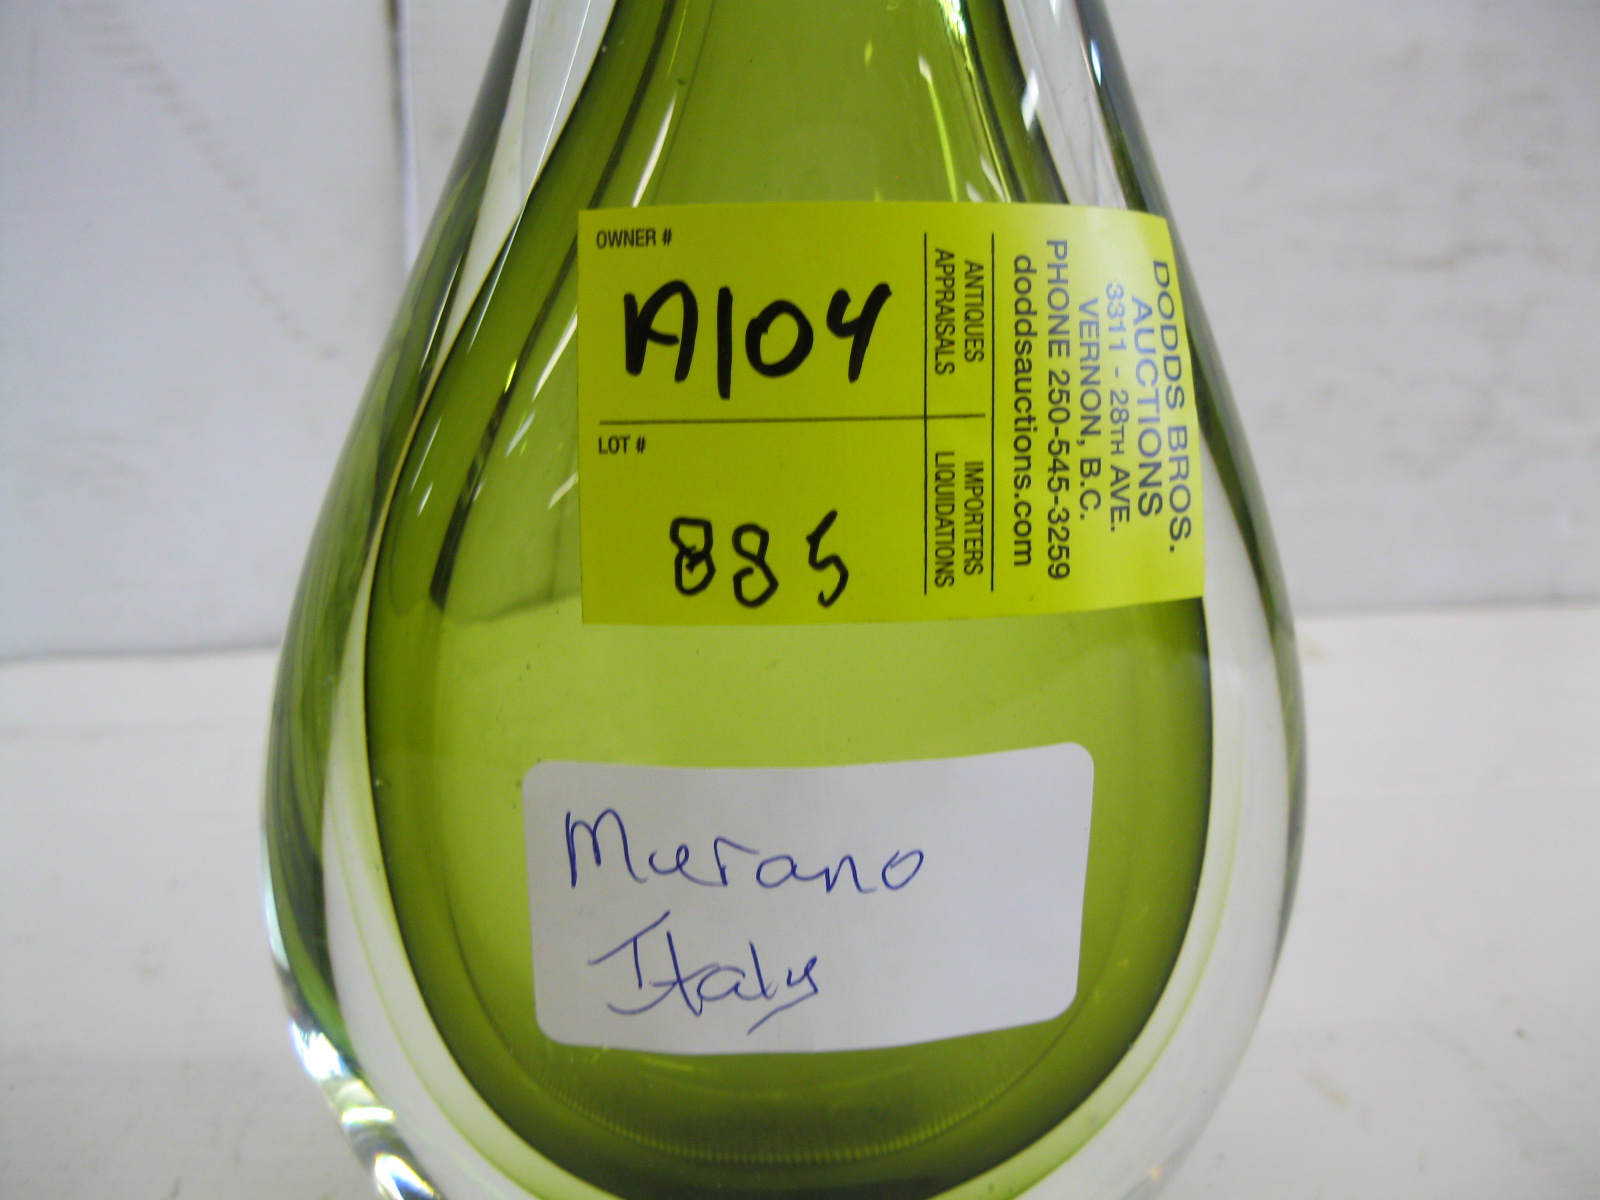 OWNER #
A104
LOT #
885
ANTIQUES
APPRAISALS
IMPORTERS
LIQUIDATIONS
DODDS BROS.
AUCTIONS
3311 - 28TH AVE.
VERNON, B.C.
PHONE 250-545-3259
doddsauctions.com
Murano
Italy